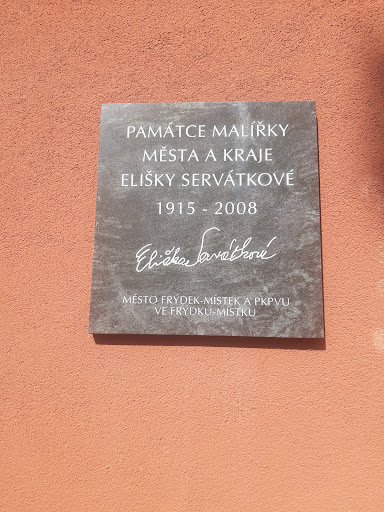 PAMÁTCE MALÍŘKY
MĚSTA A KRAJE
ELIŠKY SERVÁTKOVÉ
1915 - 2008
Eliška Servátková
MĚSTO FRÝDEK-MÍSTEK A PKPVU
VE FRÝDKU-MÍSTKU